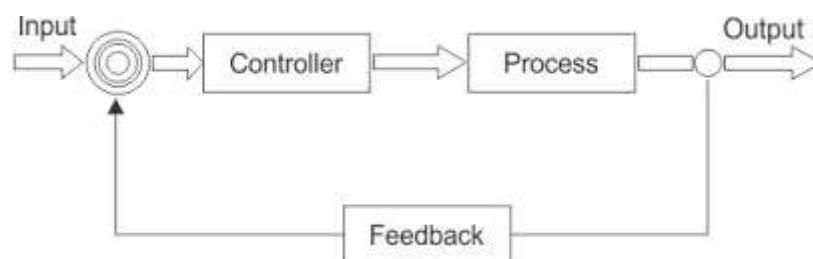 Input
Controller
Process
Output
Feedback